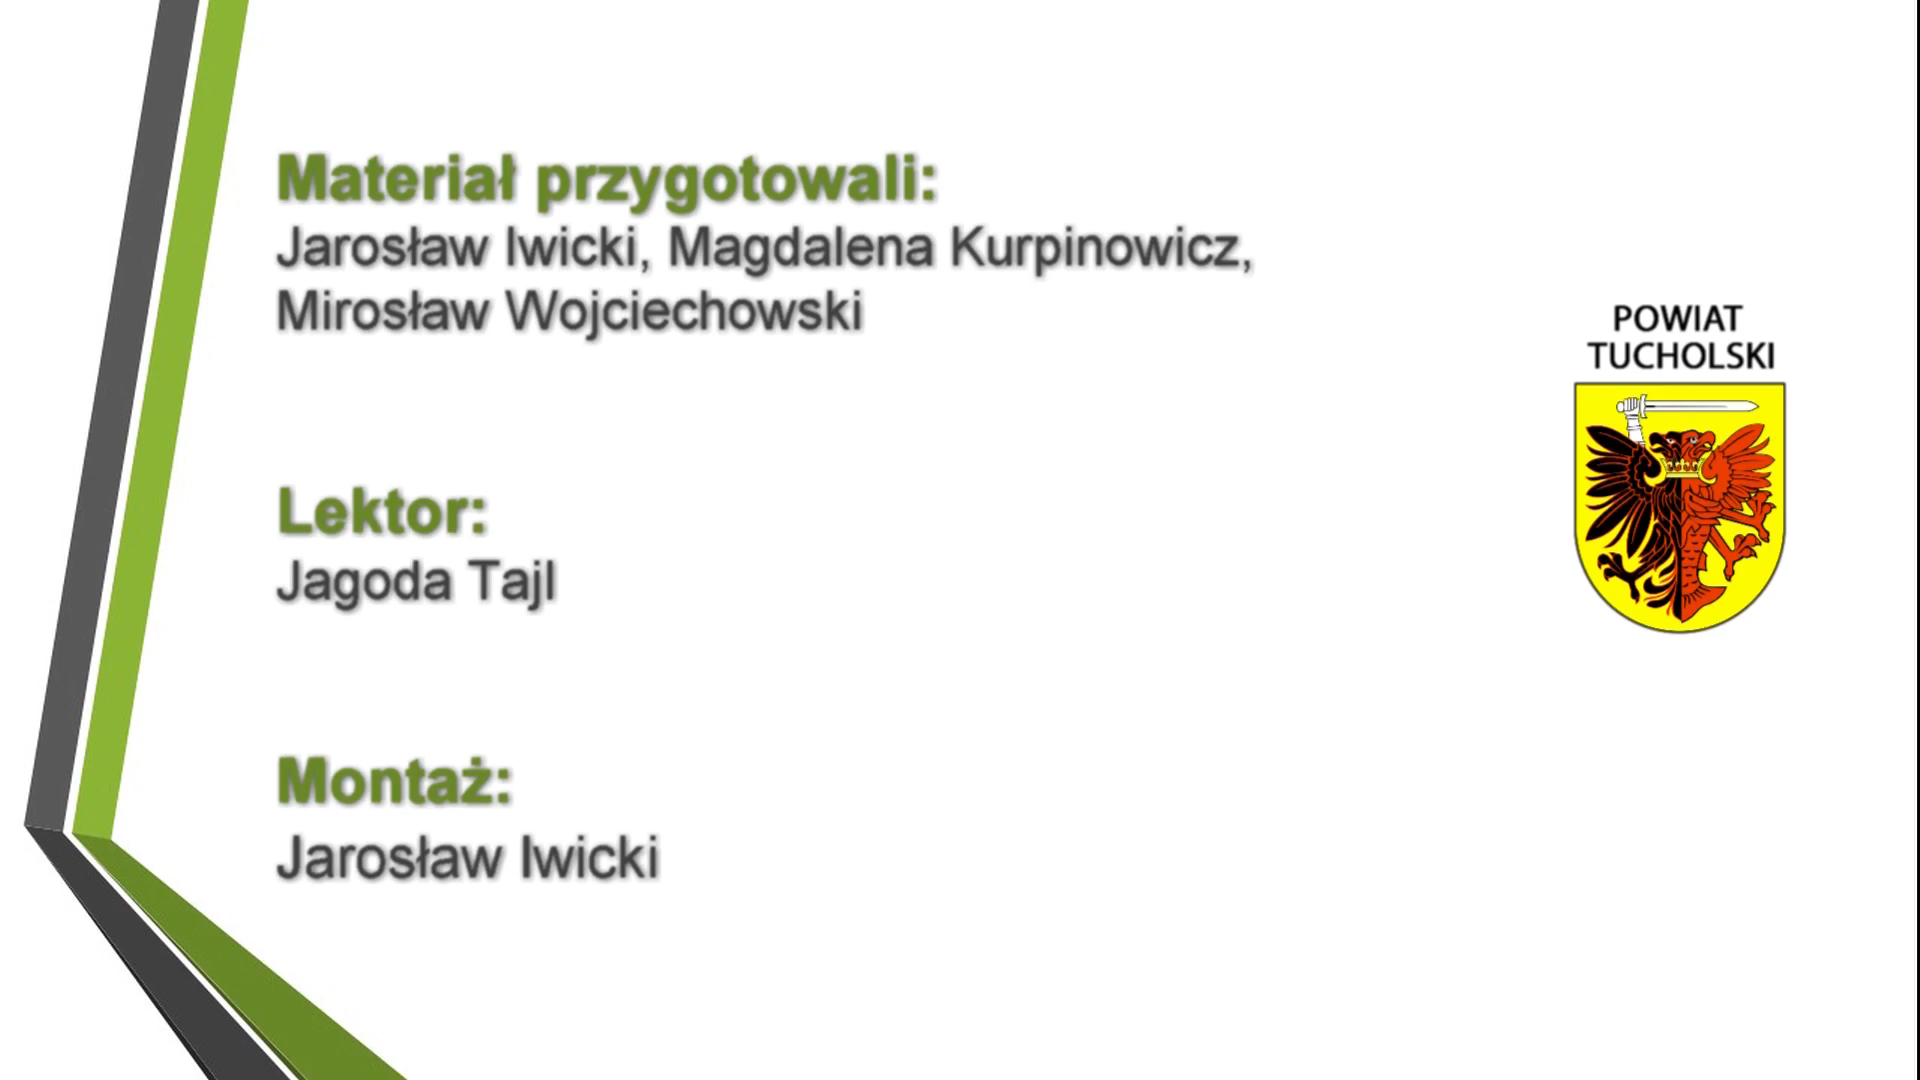 Materiał przygotowali:
Jarosław Iwicki, Magdalena Kurpinowicz,
Mirosław Wojciechowski
POWIAT
TUCHOLSKI
Lektor:
Jagoda Tajl
Montaż:
Jarosław Iwicki